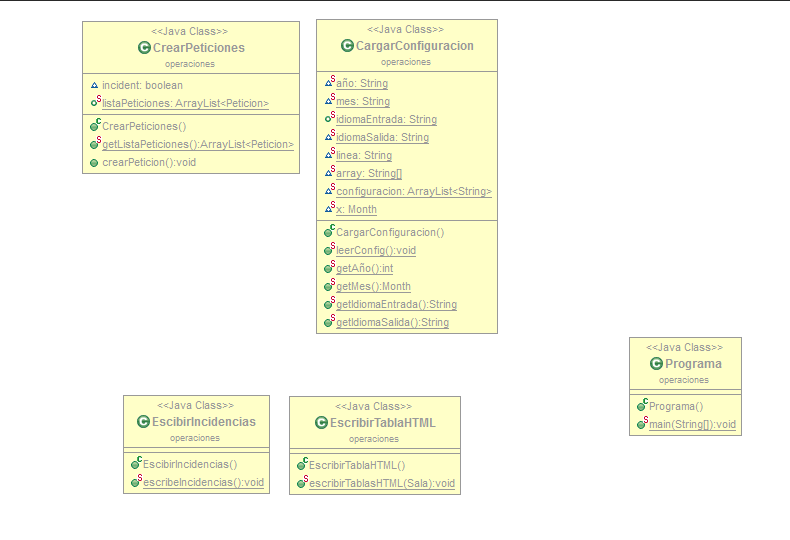 <<Java Class>>
CrearPeticiones
operaciones
incident: boolean
listaPeticiones: ArrayList<Peticion>
CrearPeticiones()
getListaPeticiones():ArrayList<Peticion>
crearPeticion():void
<<Java Class>>
CargarConfiguracion
operaciones
año: String
mes: String
idiomaEntrada: String
idiomaSalida: String
linea: String
array: String[]
configuracion: ArrayList<String>
x: Month
CargarConfiguracion()
leerConfig():void
getAño():int
getMes():Month
getIdiomaEntrada():String
getIdiomaSalida():String
<<Java Class>>
Programa
operaciones
Programa()
main(String[]):void
<<Java Class>>
EscibirIncidencias
operaciones
EscibirIncidencias()
escribeIncidencias():void
<<Java Class>>
EscribirTablaHTML
operaciones
EscribirTablaHTML()
escribirTablasHTML(Sala):void